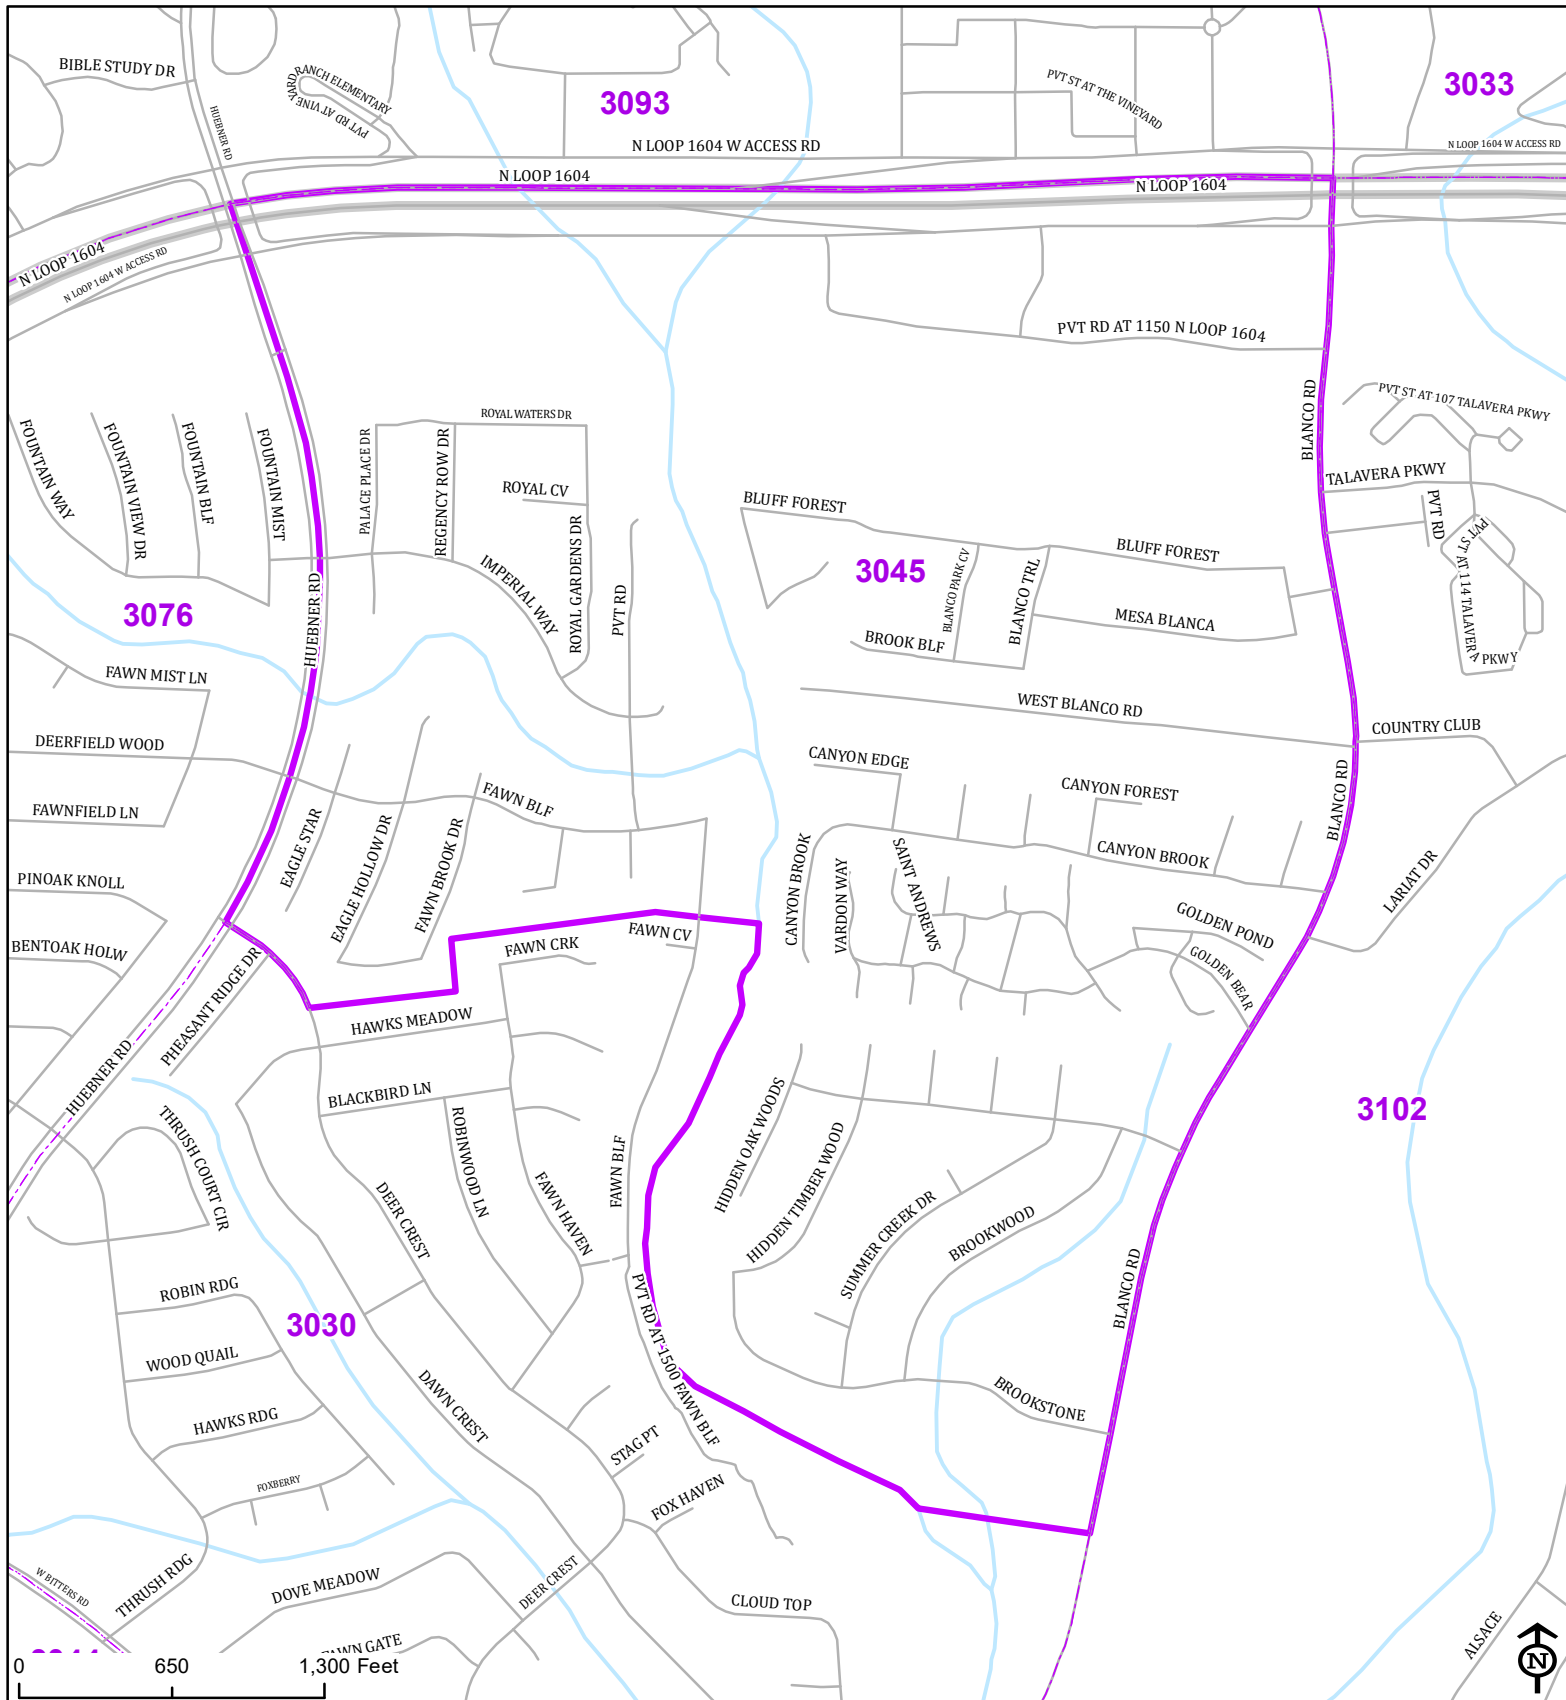 BIBLE STUDY DR
HUEBNER RD
PVT RD AT VINEYARD RANCH ELEMENTARY
3093
PVT ST AT THE VINEYARD
3033
N LOOP 1604 W ACCESS RD
N LOOP 1604 W ACCESS RD
N LOOP 1604
N LOOP 1604
N LOOP 1604
N LOOP 1604 W ACCESS RD
PVT RD AT 1150 N LOOP 1604
BLANCO RD
PVT ST AT 107 TALAVERA PKWY
TALAVERA PKWY
PVT RD
PVT ST AT 114 TALAVERA PKWY
FOUNTAIN WAY
FOUNTAIN VIEW DR
FOUNTAIN BLF
FOUNTAIN MIST
PALACE PLACE DR
REGENCY ROW DR
ROYAL WATERS DR
ROYAL CV
ROYAL GARDENS DR
IMPERIAL WAY
PVT RD
BLUFF FOREST
3045
BLANCO PARK CV
BLANCO TRL
BLUFF FOREST
MESA BLANCA
BROOK BLF
3076
HUEBNER RD
FAWN MIST LN
WEST BLANCO RD
COUNTRY CLUB
DEERFIELD WOOD
CANYON EDGE
CANYON FOREST
BLANCO RD
FAWNFIELD LN
EAGLE STAR
EAGLE HOLLOW DR
FAWN BROOK DR
FAWN BLF
CANYON BROOK
VARDON WAY
SAINT ANDREWS
CANYON BROOK
LARIAT DR
PINOAK KNOLL
GOLDEN POND
GOLDEN BEAR
BENTOAK HOLW
FAWN CRK
FAWN CV
PHEASANT RIDGE DR
HUEBNER RD
HAWKS MEADOW
BLACKBIRD LN
ROBINWOOD LN
HIDDEN OAK WOODS
HIDDEN TIMBER WOOD
3102
THRUSH COURT CIR
DEER CREST
FAWN HAVEN
FAWN BLF
SUMMER CREEK DR
BROOKWOOD
BLANCO RD
ROBIN RDG
3030
PVT RD AT 1500 FAWN BLF
WOOD QUAIL
DAWN CREST
BROOKSTONE
HAWKS RDG
STAG PT
FOXBERRY
FOX HAVEN
W BITTERS RD
THRUSH RDG
DOVE MEADOW
DEER CREST
CLOUD TOP
ALSACE
FAWN GATE
0 650 1,300 Feet
N